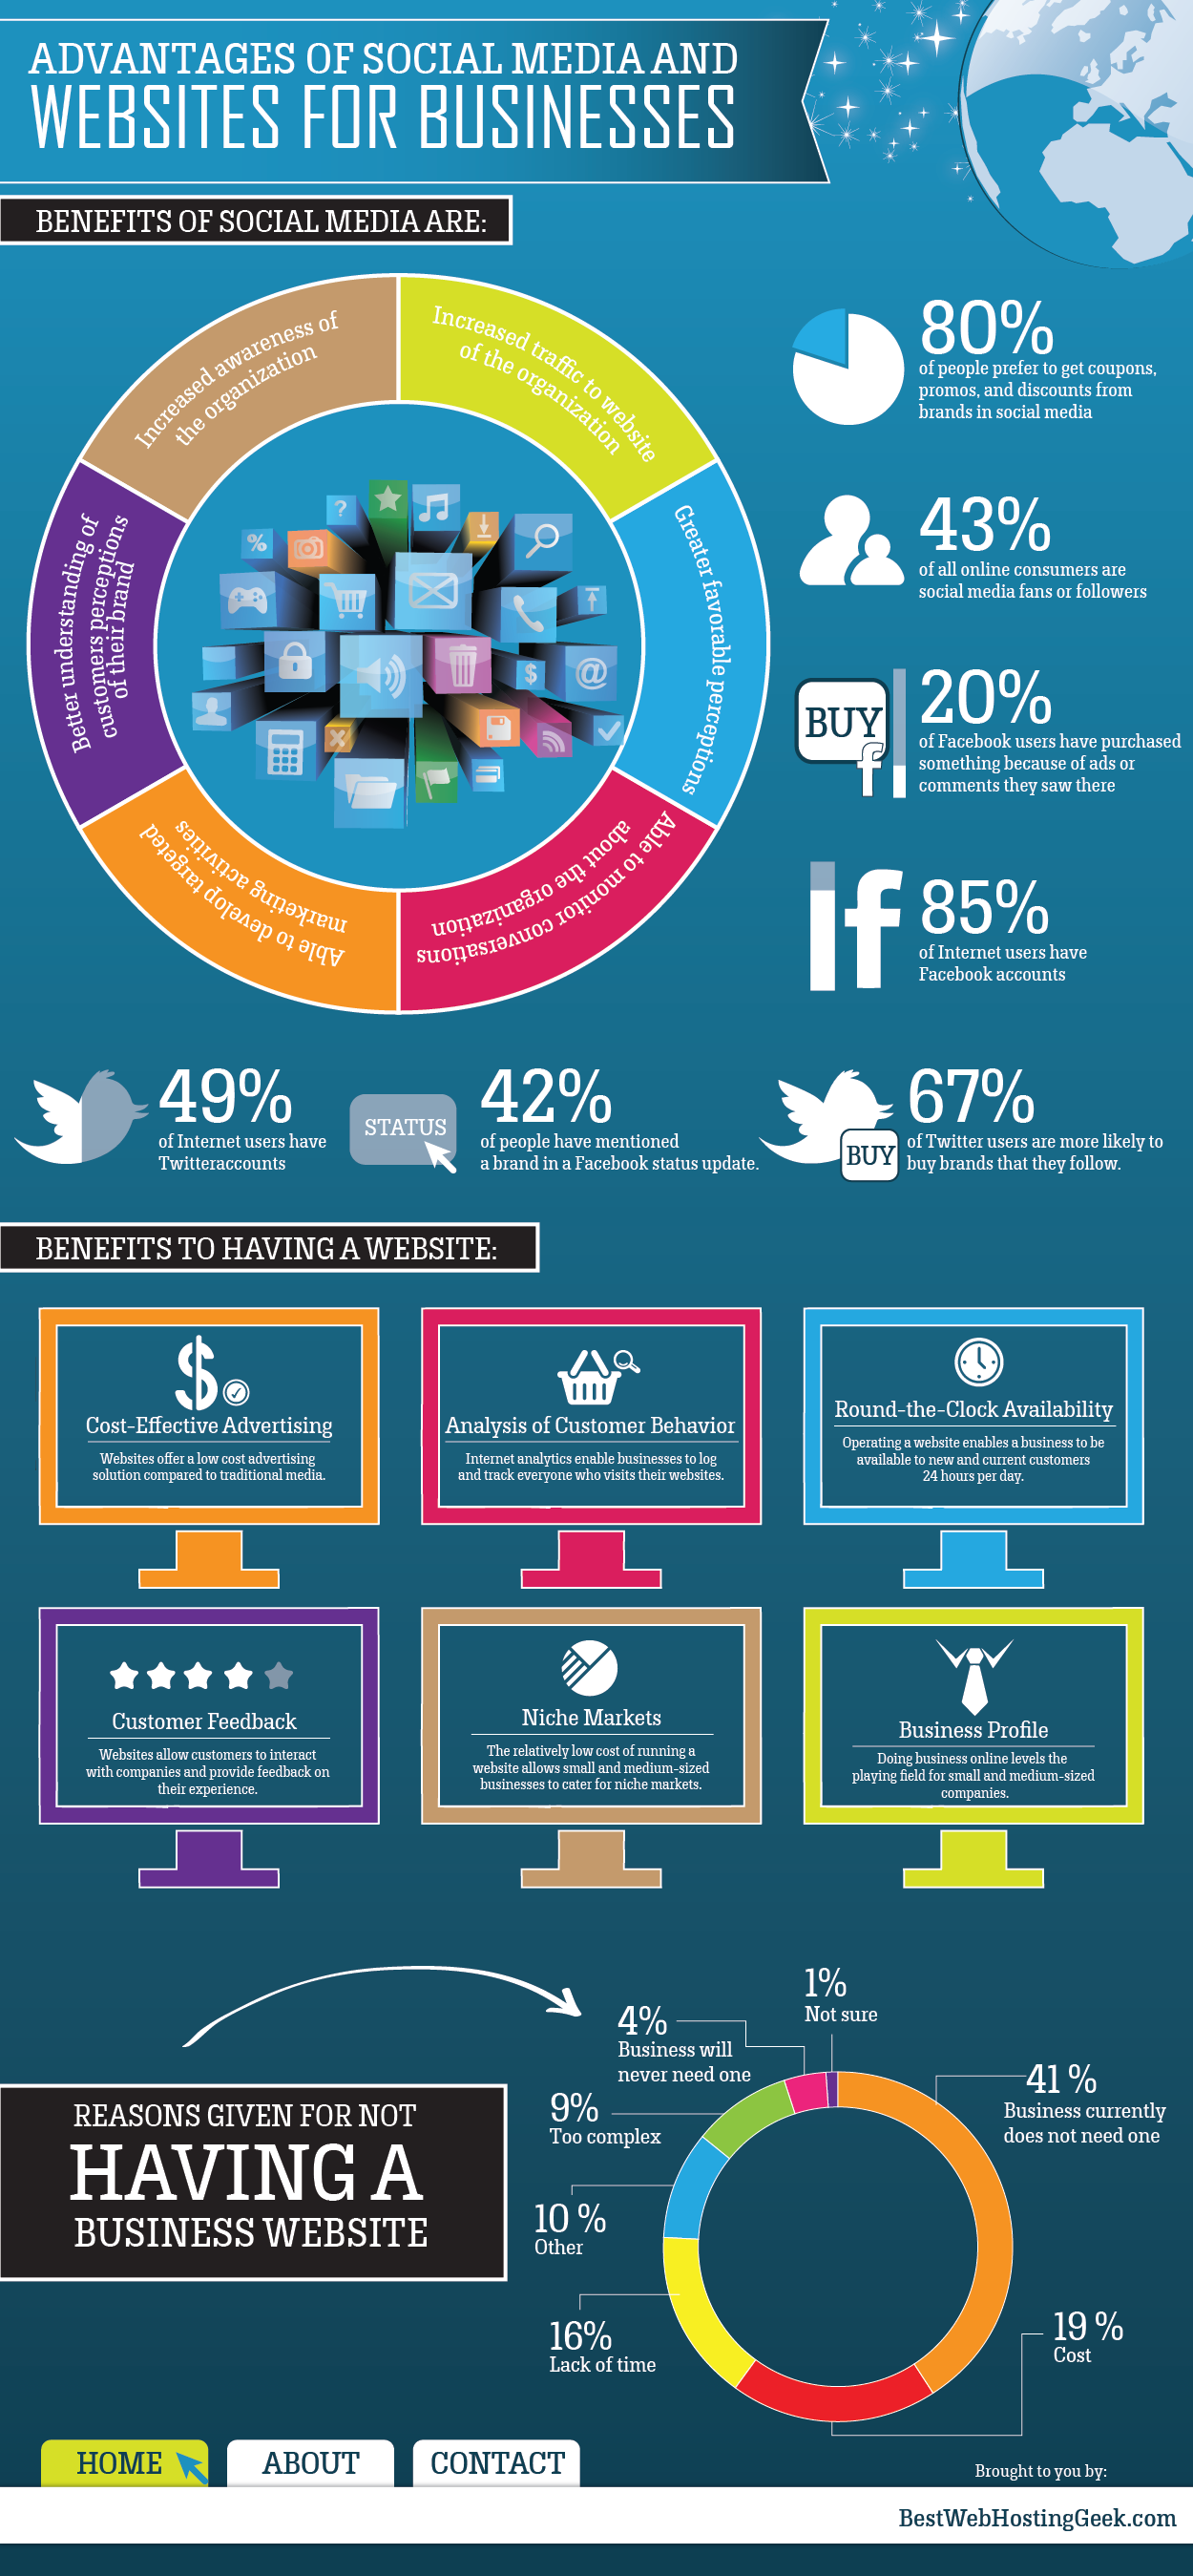 ADVANTAGES OF SOCIAL MEDIA AND
WEBSITES FOR BUSINESSES
BENEFITS OF SOCIAL MEDIA ARE:
Increased awareness of
the organization
Increased traffic to website
of the organization
Greater favorable perceptions
Able to monitor conversations
about the organization
Able to develop targeted
marketing activities
Better understanding of
customers perceptions
of their brand
?
%
$
@
80%
of people prefer to get coupons,
promos, and discounts from
brands in social media
43%
of all online consumers are
social media fans or followers
BUY
f
20%
of Facebook users have purchased
something because of ads or
comments they saw there
f
85%
of Internet users have
Facebook accounts
49%
of Internet users have
Twitteraccounts
STATUS
42%
of people have mentioned
a brand in a Facebook status update.
BUY
67%
of Twitter users are more likely to
buy brands that they follow.
BENEFITS TO HAVING A WEBSITE:
$
Cost-Effective Advertising
Websites offer a low cost advertising
solution compared to traditional media.
Analysis of Customer Behavior
Internet analytics enable businesses to log
and track everyone who visits their websites.
Round-the-Clock Availability
Operating a website enables a business to be
available to new and current customers
24 hours per day.
Customer Feedback
Websites allow customers to interact
with companies and provide feedback on
their experience.
Niche Markets
The relatively low cost of running a
website allows small and medium-sized
businesses to cater for niche markets.
Business Profile
Doing business online levels the
playing field for small and medium-sized
companies.
REASONS GIVEN FOR NOT
HAVING A
BUSINESS WEBSITE
1%
Not sure
4%
Business will
never need one
41 %
Business currently
does not need one
9%
Too complex
10 %
Other
16%
Lack of time
19 %
Cost
HOME
ABOUT
CONTACT
Brought to you by:
BestWebHostingGeek.com